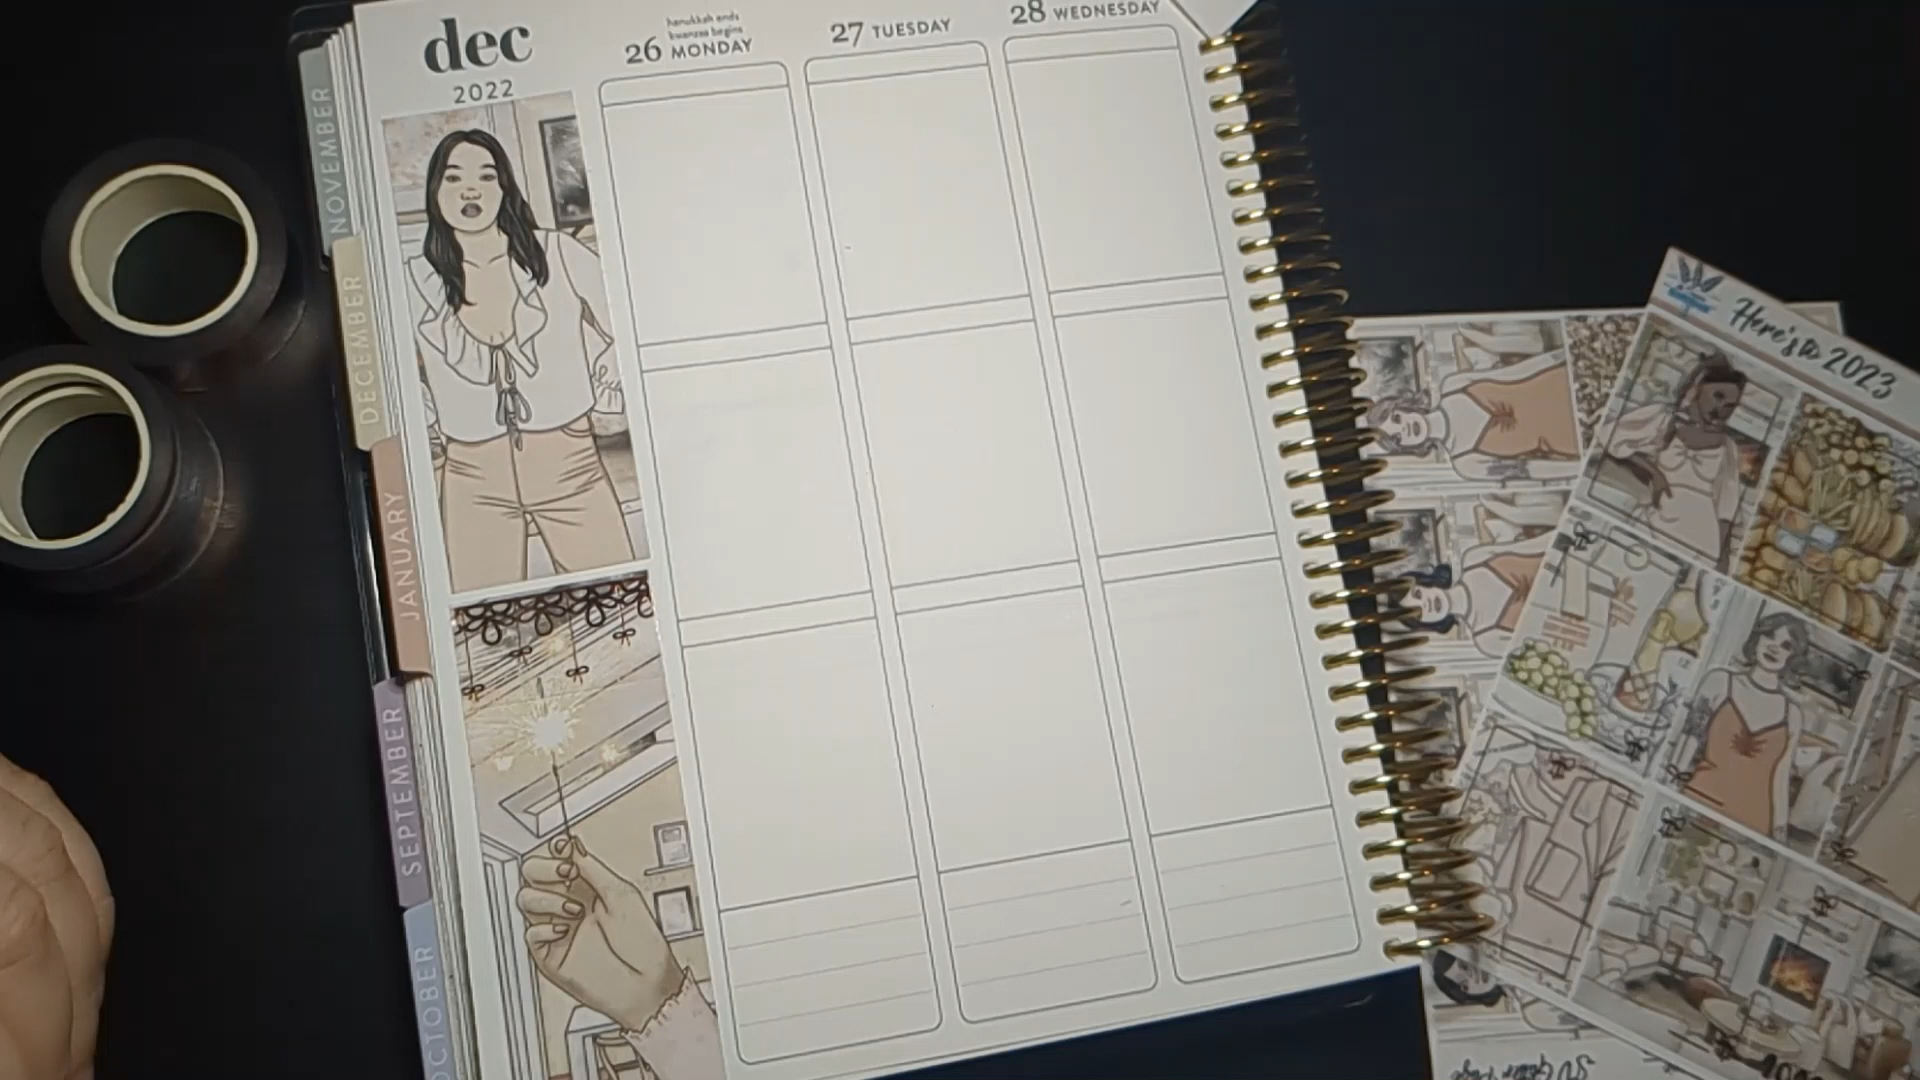 dec
2022
hanukkah ends
kwanzaa begins
26 MONDAY
27 TUESDAY
28 WEDNESDAY
NOVEMBER
DECEMBER
JANUARY
SEPTEMBER
OCTOBER
Here's to 2023